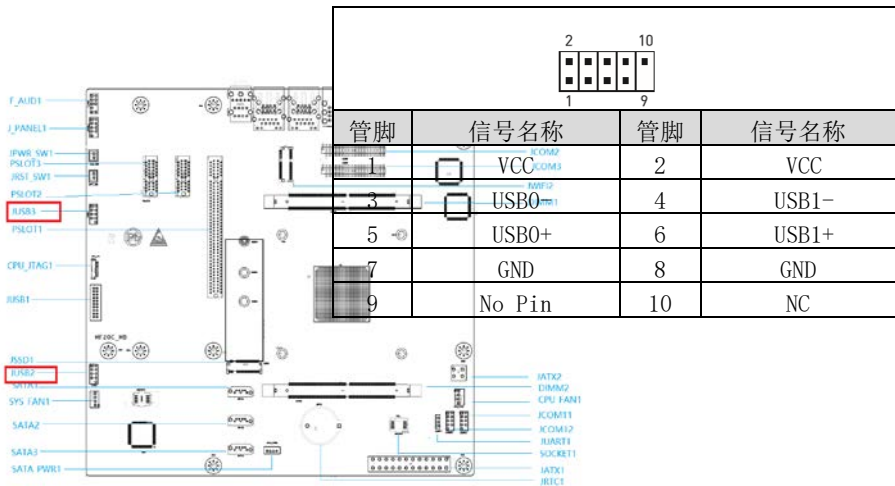 2 10
1 9
管脚 信号名称 管脚 信号名称
1 VCC 2 VCC
3 USB0- 4 USB1-
5 USB0+ 6 USB1+
7 GND 8 GND
9 No Pin 10 NC
F_AUD1
J_PANEL1
JPWR_SW1
PSLOT3
JRST_SW1
PSLOT2
JUSB3
PSLOT1
CPU_JTAG1
JUSB1
HF20C_MB
JSSD1
JUSB2
SATA1
SYS_FAN1
SATA2
SATA3
SATA_PWR1
JCOM2
JCOM3
JWIFI2
JATX2
DIMM2
CPU_FAN1
JCOM11
JCOM12
JUART1
SOCKET1
JATX1
JRTC1